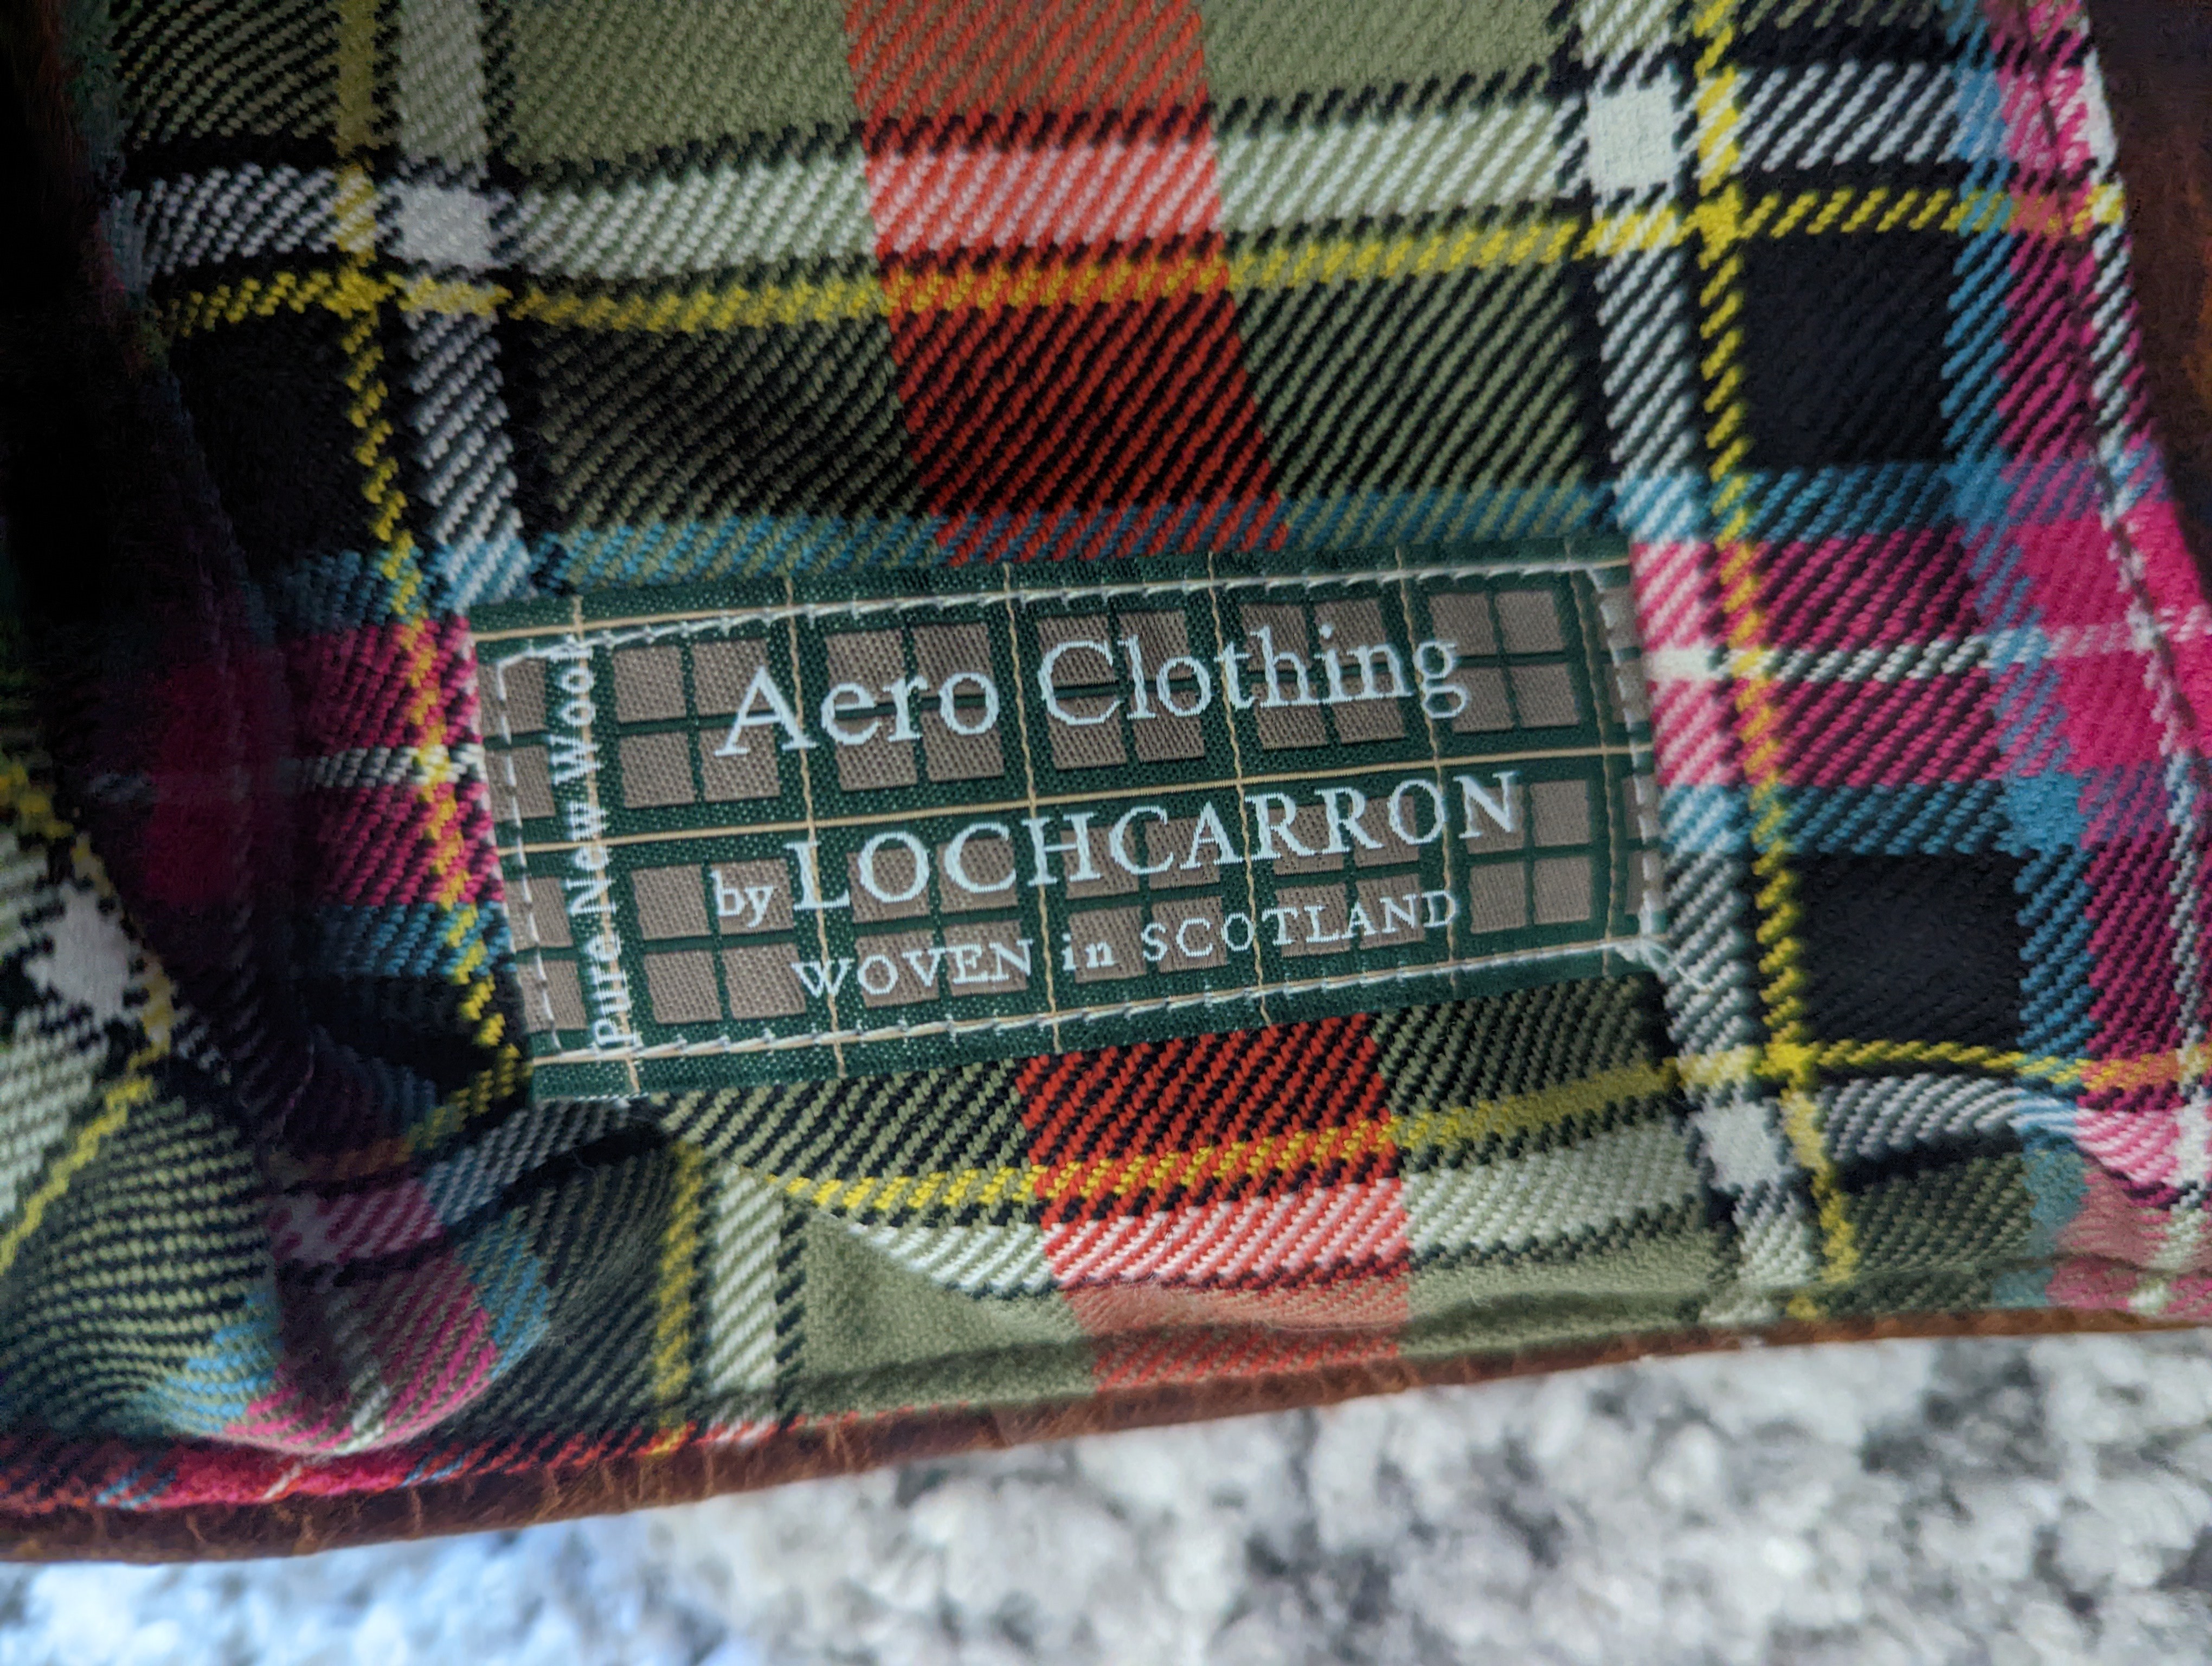 Pure New Wool
Aero Clothing
by LOCHCARRON
WOVEN in SCOTLAND